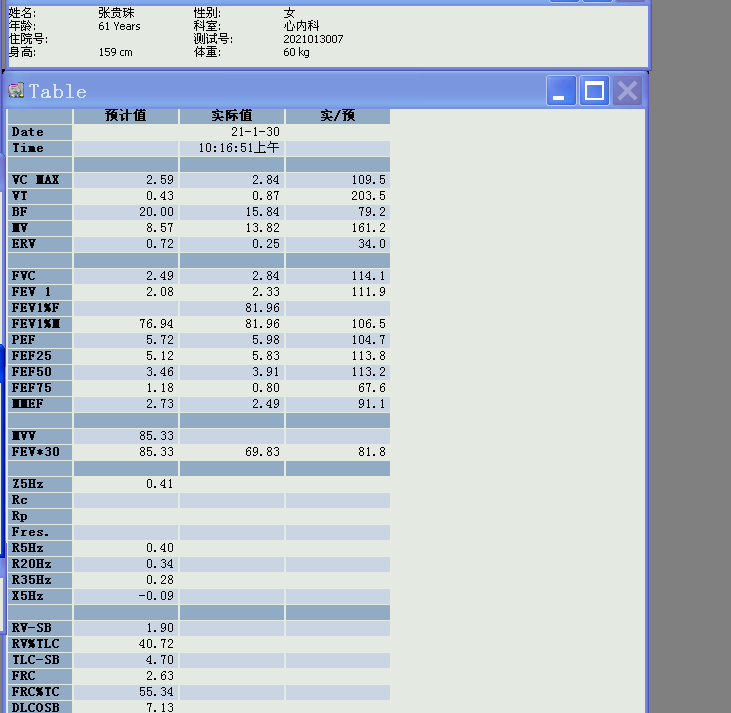 姓名: 张贵珠 性别: 女
年龄: 61 Years 科室: 心内科
住院号: 测试号: 2021013007
身高: 159 cm 体重: 60 kg
Table
预计值 实际值 实/预
Date 21-1-30
Time 10:16:51上午
VC MAX 2.59 2.84 109.5
VT 0.43 0.87 203.5
BF 20.00 15.84 79.2
MV 8.57 13.82 161.2
ERV 0.72 0.25 34.0
FVC 2.49 2.84 114.1
FEV 1 2.08 2.33 111.9
FEV1%F 81.96
FEV1%M 76.94 81.96 106.5
PEF 5.72 5.98 104.7
FEF25 5.12 5.83 113.8
FEF50 3.46 3.91 113.2
FEF75 1.18 0.80 67.6
MMEF 2.73 2.49 91.1
MVV 85.33
FEV*30 85.33 69.83 81.8
Z5Hz 0.41
Rc
Rp
Fres.
R5Hz 0.40
R20Hz 0.34
R35Hz 0.28
X5Hz -0.09
RV-SB 1.90
RV%TLC 40.72
TLC-SB 4.70
FRC 2.63
FRC%TC 55.34
DLCOSB 7.13